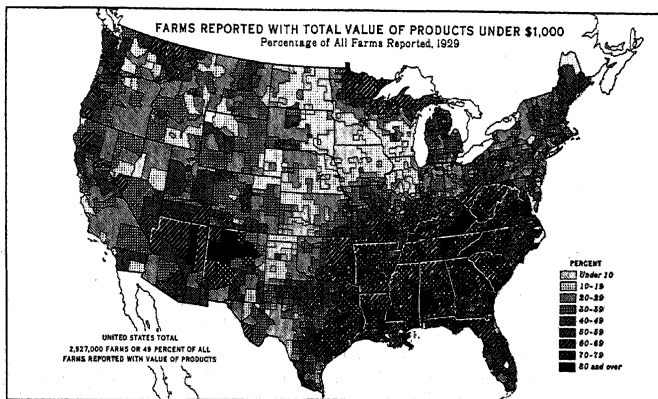 FARMS REPORTED WITH TOTAL VALUE OF PRODUCTS UNDER $1,000
Percentage of All Farms Reported, 1929
PERCENT
Under 10
10-19
20-29
30-39
40-49
50-59
60-69
70-79
80 and over
UNITED STATES TOTAL
2,927,000 FARMS OR 49 PERCENT OF ALL
FARMS REPORTED WITH VALUE OF PRODUCTS